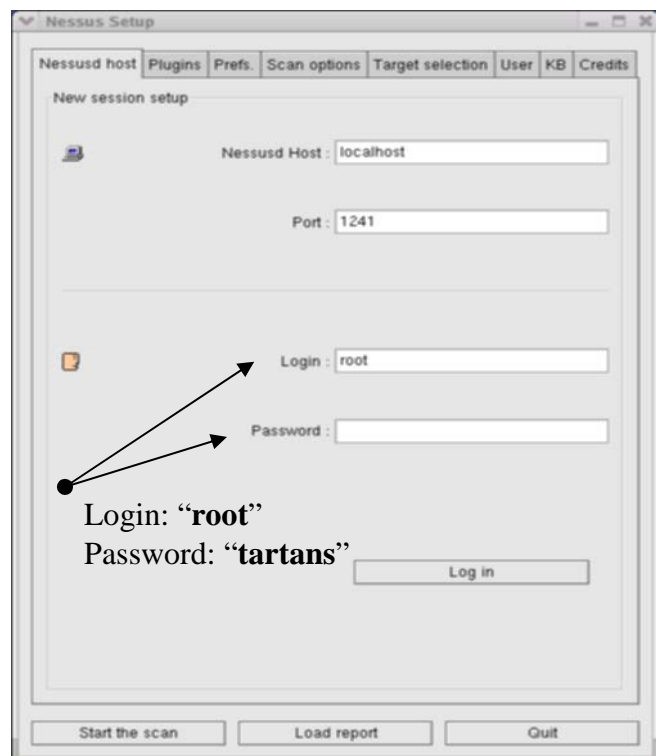 Nessus Setup
Nessusd host Plugins Prefs. Scan options Target selection User KB Credits
New session setup
Nessusd Host : localhost
Port : 1241
Login : root
Password :
Login: “root”
Password: “tartans”
Log in
Start the scan Load report Quit